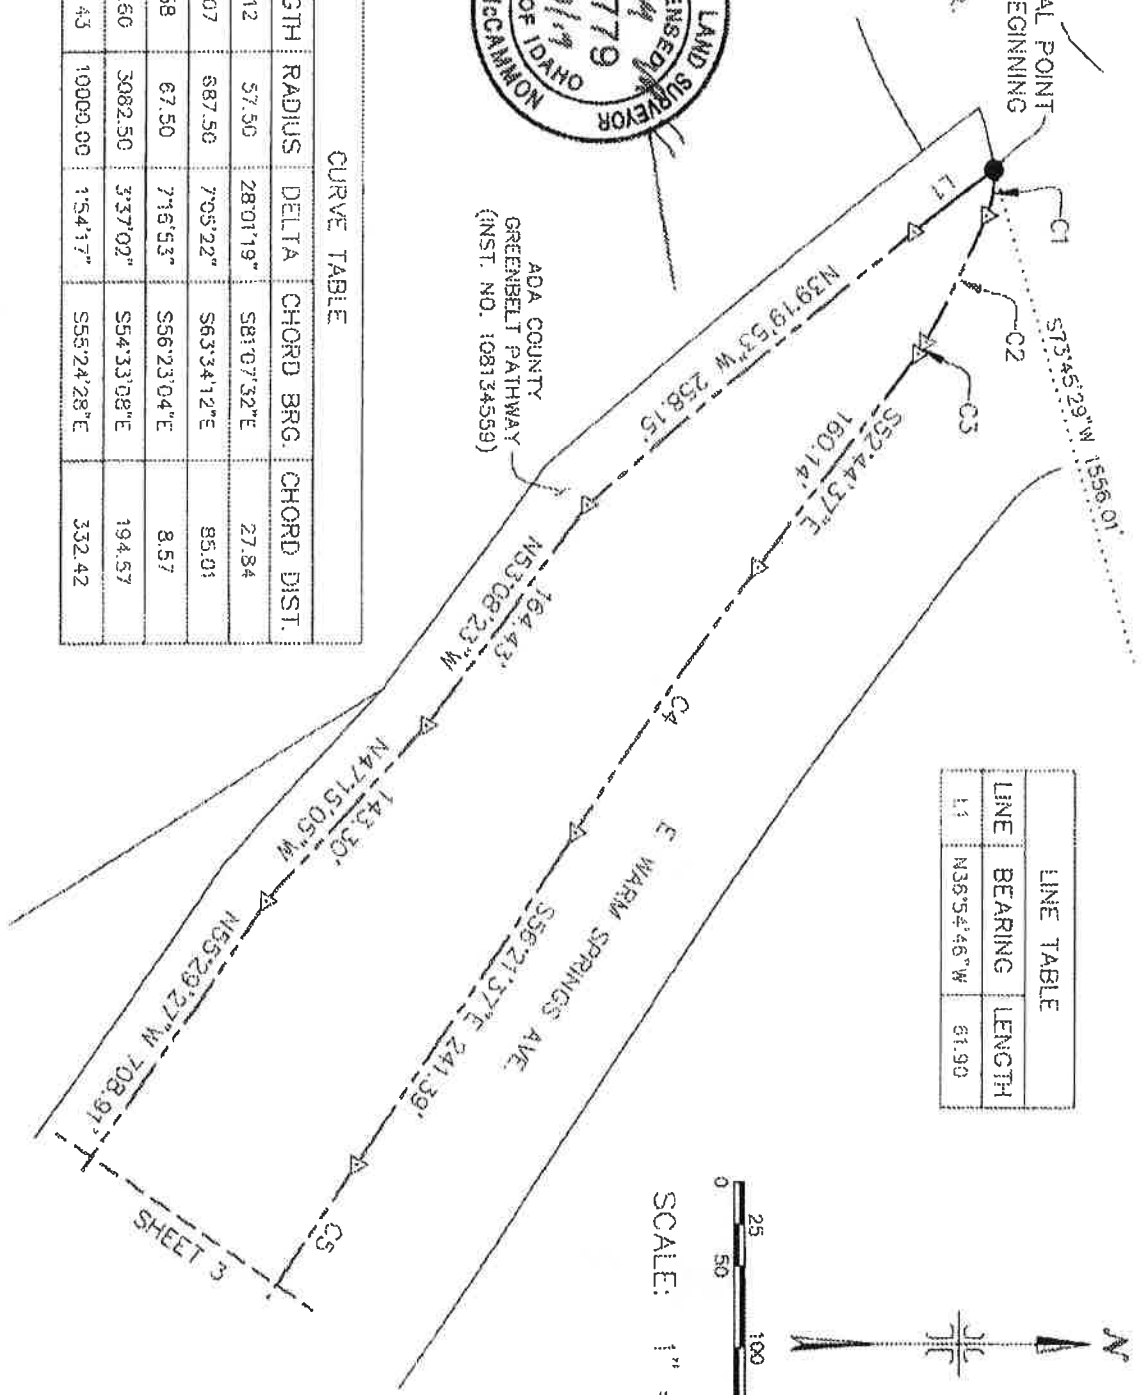 AL POINT
EGINNING
C1
C2
C3
S73°45'29"W 1556.01'
L1
N39°19'53"W 258.15'
S52°44'37"E
160.14'
ADA COUNTY
GREENBELT PATHWAY
(INST. NO. 108134559)
164.43'
N53°08'23"W
C4
143.30'
N47°15'05"W
E. WARM SPRINGS AVE.
S56°21'37"E 241.39'
N55°29'27"W 708.91'
C5
SHEET 3
LAND SURVEYOR
ENSED
779
OF IDAHO
McCAMMON
LINE TABLE
LINE BEARING LENGTH
L1 N36°54'46"W 61.90
CURVE TABLE
GTH RADIUS DELTA CHORD BRG. CHORD DIST.
12 57.50 28°01'19" S81°07'32"E 27.84
07 687.50 7°05'22" S63°34'12"E 85.01
58 67.50 7°16'53" S56°23'04"E 8.57
.60 3082.50 3°37'02" S54°33'08"E 194.57
43 10000.00 1°54'17" S55°24'28"E 332.42
N
0 25 50 100
SCALE: 1"